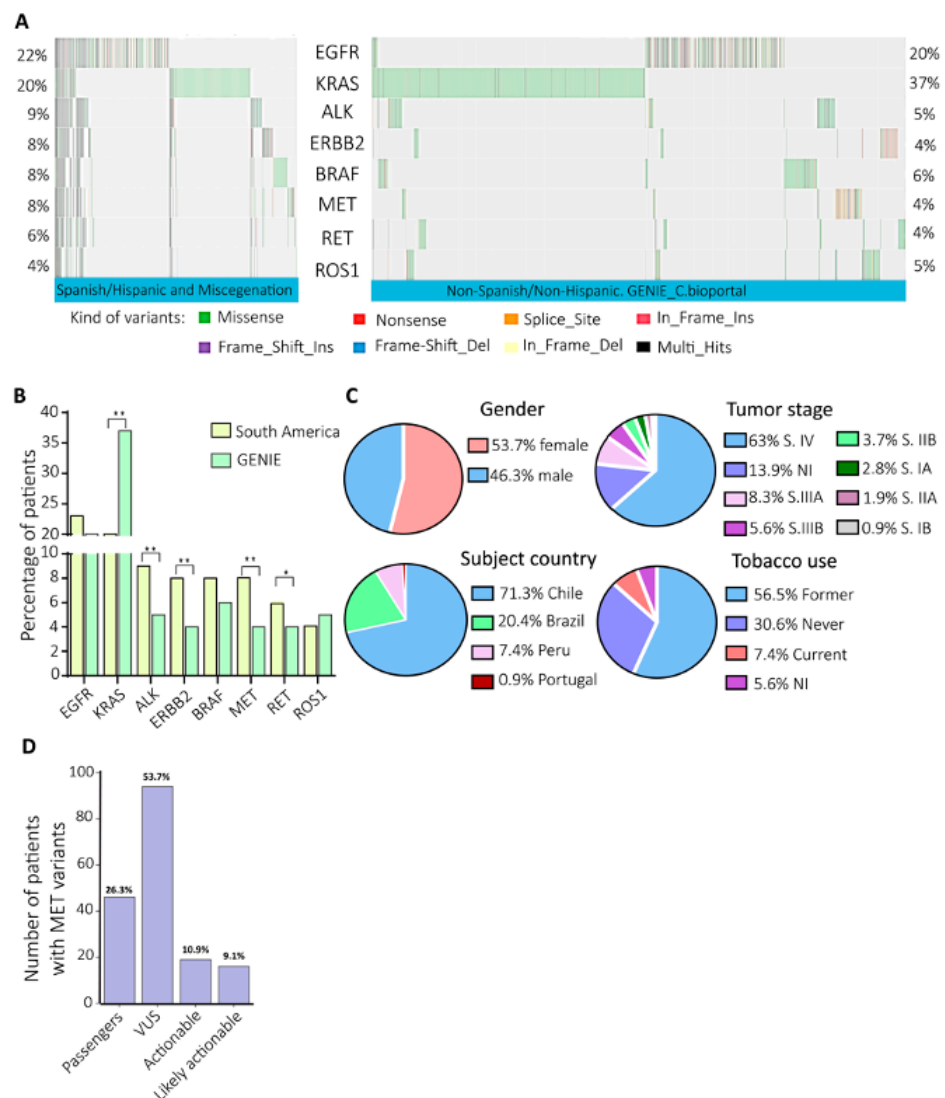 A
22%
20%
9%
8%
8%
8%
6%
4%
EGFR
KRAS
ALK
ERBB2
BRAF
MET
RET
ROS1
20%
37%
5%
4%
6%
4%
4%
5%
Spanish/Hispanic and Miscegenation
Non-Spanish/Non-Hispanic. GENIE_C.bioportal
Kind of variants: Missense Nonsense Splice_Site In_Frame_Ins
Frame_Shift_Ins Frame-Shift_Del In_Frame_Del Multi_Hits
B
Percentage of patients
40
35
30
25
20
10
8
6
4
2
0
** ** ** ** *
South America
GENIE
EGFR KRAS ALK ERBB2 BRAF MET RET ROS1
C
Gender
53.7% female
46.3% male
Tumor stage
63% S. IV
13.9% NI
8.3% S.IIIA
5.6% S.IIIB
3.7% S. IIB
2.8% S. IA
1.9% S. IIA
0.9% S. IB
Subject country
71.3% Chile
20.4% Brazil
7.4% Peru
0.9% Portugal
Tobacco use
56.5% Former
30.6% Never
7.4% Current
5.6% NI
D
Number of patients
with MET variants
100
80
60
40
20
0
26.3%
53.7%
10.9%
9.1%
Passengers
VUS
Actionable
Likely actionable